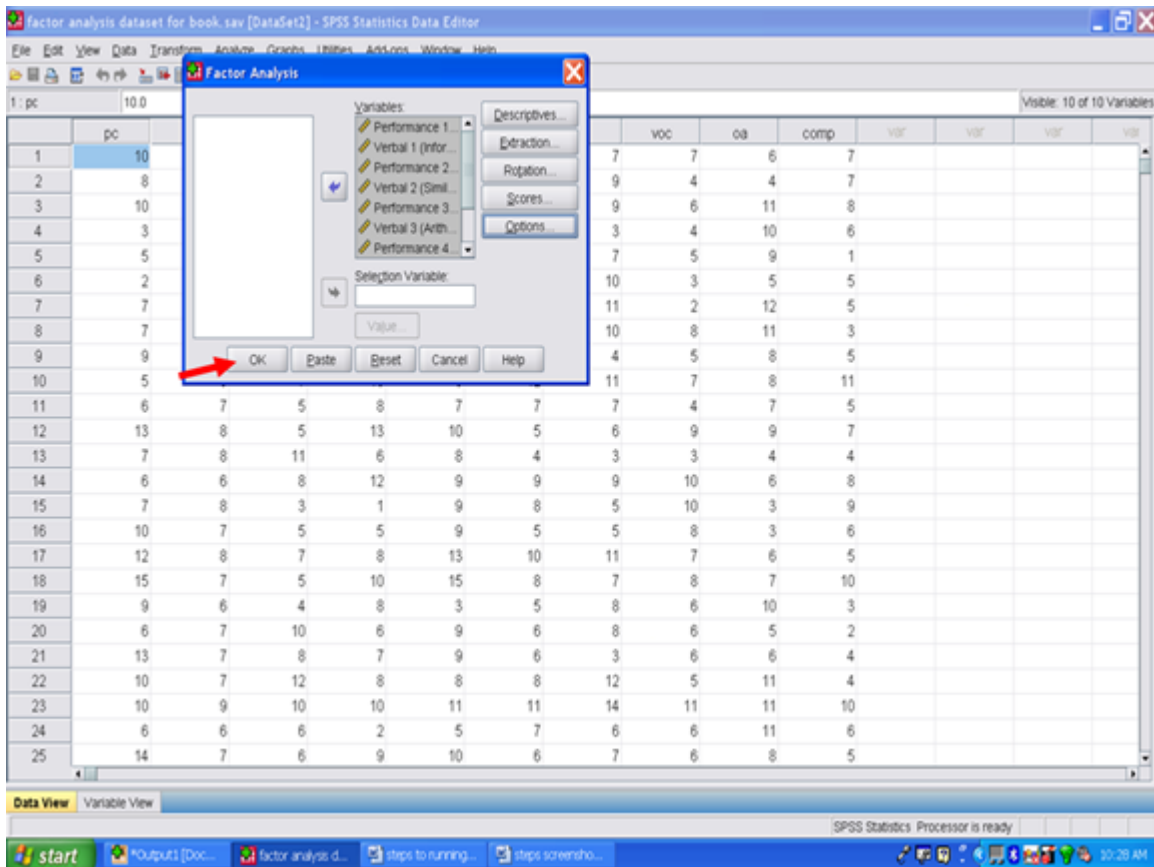 factor analysis dataset for book.sav [DataSet2] - SPSS Statistics Data Editor
File Edit View Data Transform Analyze Graphs Utilities Add-ons Window Help
Factor Analysis
1 : pc 10.0 Visible: 10 of 10 Variables
Variables:
Performance 1...
Verbal 1 (Infor...
Performance 2...
Verbal 2 (Simil...
Performance 3...
Verbal 3 (Arith...
Performance 4...
Descriptives...
Extraction...
Rotation...
Scores...
Options...
Selection Variable:
Value...
OK Paste Reset Cancel Help
pc voc oa comp var var var var
1 10 7 7 6 7
2 8 9 4 4 7
3 10 9 6 11 8
4 3 3 4 10 6
5 5 7 5 9 1
6 2 10 3 5 5
7 7 11 2 12 5
8 7 10 8 11 3
9 9 4 5 8 5
10 5 11 7 8 11
11 6 7 5 8 7 7 7 4 7 5
12 13 8 5 13 10 5 6 9 9 7
13 7 8 11 6 8 4 3 3 4 4
14 6 6 8 12 9 9 9 10 6 8
15 7 8 3 1 9 8 5 10 3 9
16 10 7 5 5 9 5 5 8 3 6
17 12 8 7 8 13 10 11 7 6 5
18 15 7 5 10 15 8 7 8 7 10
19 9 6 4 8 3 5 8 6 10 3
20 6 7 10 6 9 6 8 6 5 2
21 13 7 8 7 9 6 3 6 6 4
22 10 7 12 8 8 8 12 5 11 4
23 10 9 10 10 11 11 14 11 11 10
24 6 6 6 2 5 7 6 6 11 6
25 14 7 6 9 10 6 7 6 8 5
Data View Variable View
SPSS Statistics Processor is ready
start *Output1 [Doc... factor analysis d... steps to running... steps screensho... 10:28 AM